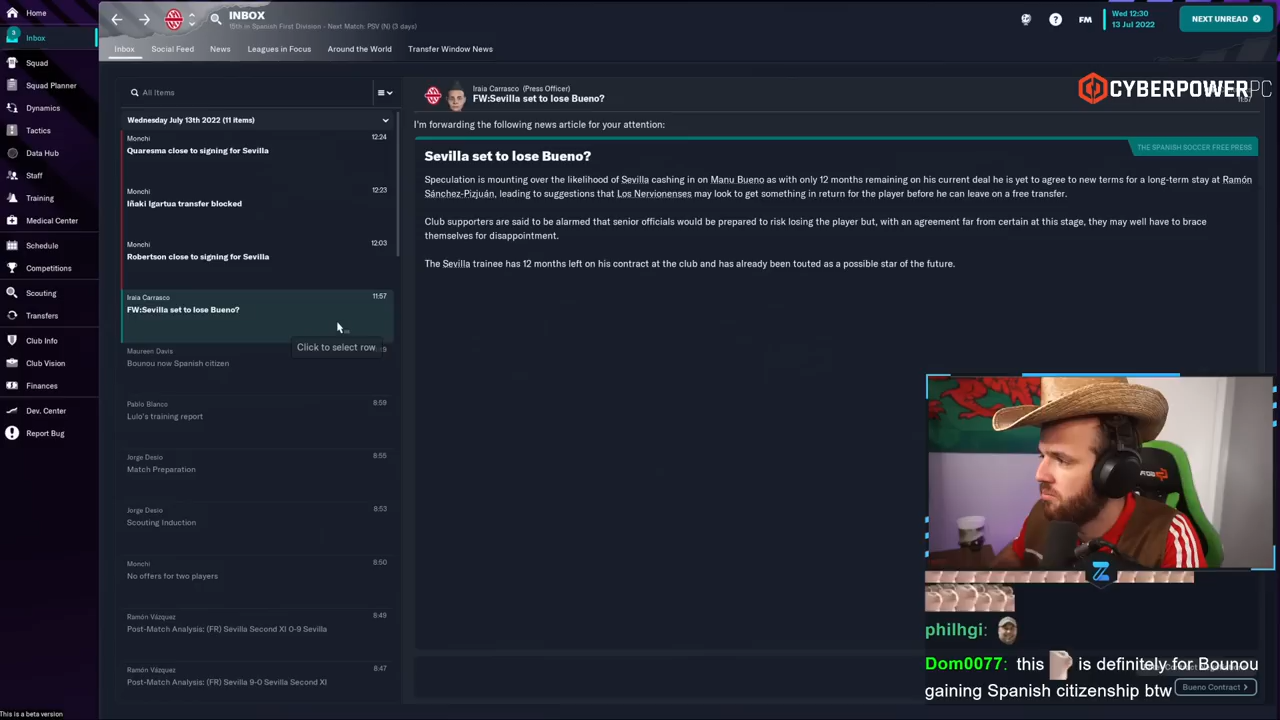 Home
3
Inbox
Squad
Squad Planner
Dynamics
Tactics
Data Hub
Staff
Training
Medical Center
Schedule
Competitions
Scouting
Transfers
Club Info
Club Vision
Finances
Dev. Center
Report Bug
This is a beta version
INBOX
15th in Spanish First Division - Next Match: PSV (N) (3 days)
FM
Wed 12:30
13 Jul 2022
NEXT UNREAD
Inbox
Social Feed
News
Leagues in Focus
Around the World
Transfer Window News
All Items
Wednesday July 13th 2022 (11 items)
Monchi 12:24
Quaresma close to signing for Sevilla
Monchi 12:23
Iñaki Igartua transfer blocked
Monchi 12:03
Robertson close to signing for Sevilla
Iraia Carrasco 11:57
FW:Sevilla set to lose Bueno?
Click to select row
Maureen Davis
Bounou now Spanish citizen
Pablo Blanco 8:59
Lulo's training report
Jorge Desio 8:55
Match Preparation
Jorge Desio 8:53
Scouting Induction
Monchi 8:50
No offers for two players
Ramón Vázquez 8:49
Post-Match Analysis: (FR) Sevilla Second XI 0-9 Sevilla
Ramón Vázquez 8:47
Post-Match Analysis: (FR) Sevilla 9-0 Sevilla Second XI
Iraia Carrasco (Press Officer)
FW:Sevilla set to lose Bueno?
CYBERPOWERPC
11:57
I'm forwarding the following news article for your attention:
Sevilla set to lose Bueno?
THE SPANISH SOCCER FREE PRESS
Speculation is mounting over the likelihood of Sevilla cashing in on Manu Bueno as with only 12 months remaining on his current deal he is yet to agree to new terms for a long-term stay at Ramón
Sánchez-Pizjuán, leading to suggestions that Los Nervionenses may look to get something in return for the player before he can leave on a free transfer.
Club supporters are said to be alarmed that senior officials would be prepared to risk losing the player but, with an agreement far from certain at this stage, they may well have to brace
themselves for disappointment.
The Sevilla trainee has 12 months left on his contract at the club and has already been touted as a possible star of the future.
philhgi:
Dom0077: this is definitely for Bounou
gaining Spanish citizenship btw
Bueno Contract